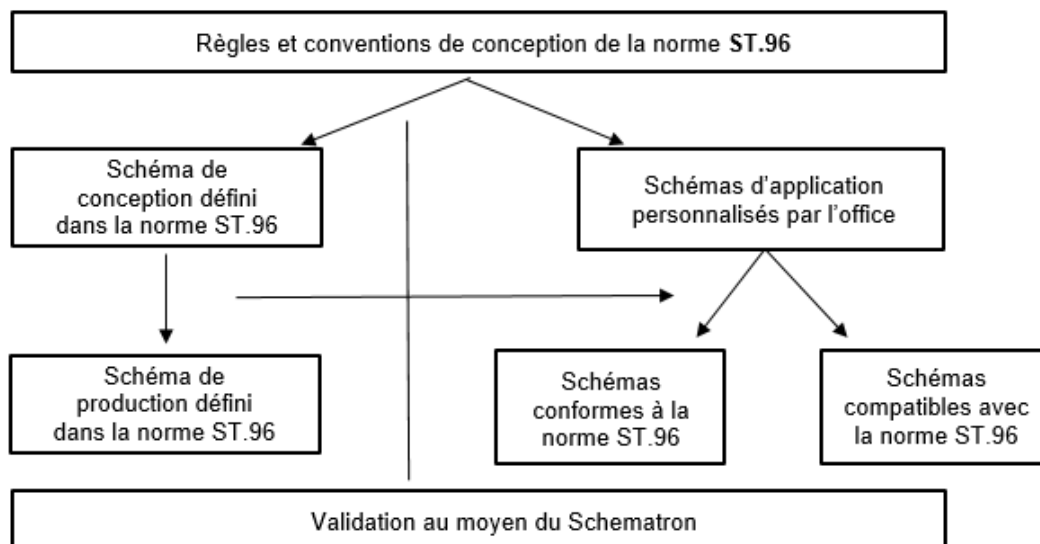 Règles et conventions de conception de la norme ST.96
Schéma de
conception défini
dans la norme ST.96
Schémas d’application
personnalisés par l’office
Schéma de
production défini
dans la norme ST.96
Schémas
conformes à la
norme ST.96
Schémas
compatibles avec
la norme ST.96
Validation au moyen du Schematron